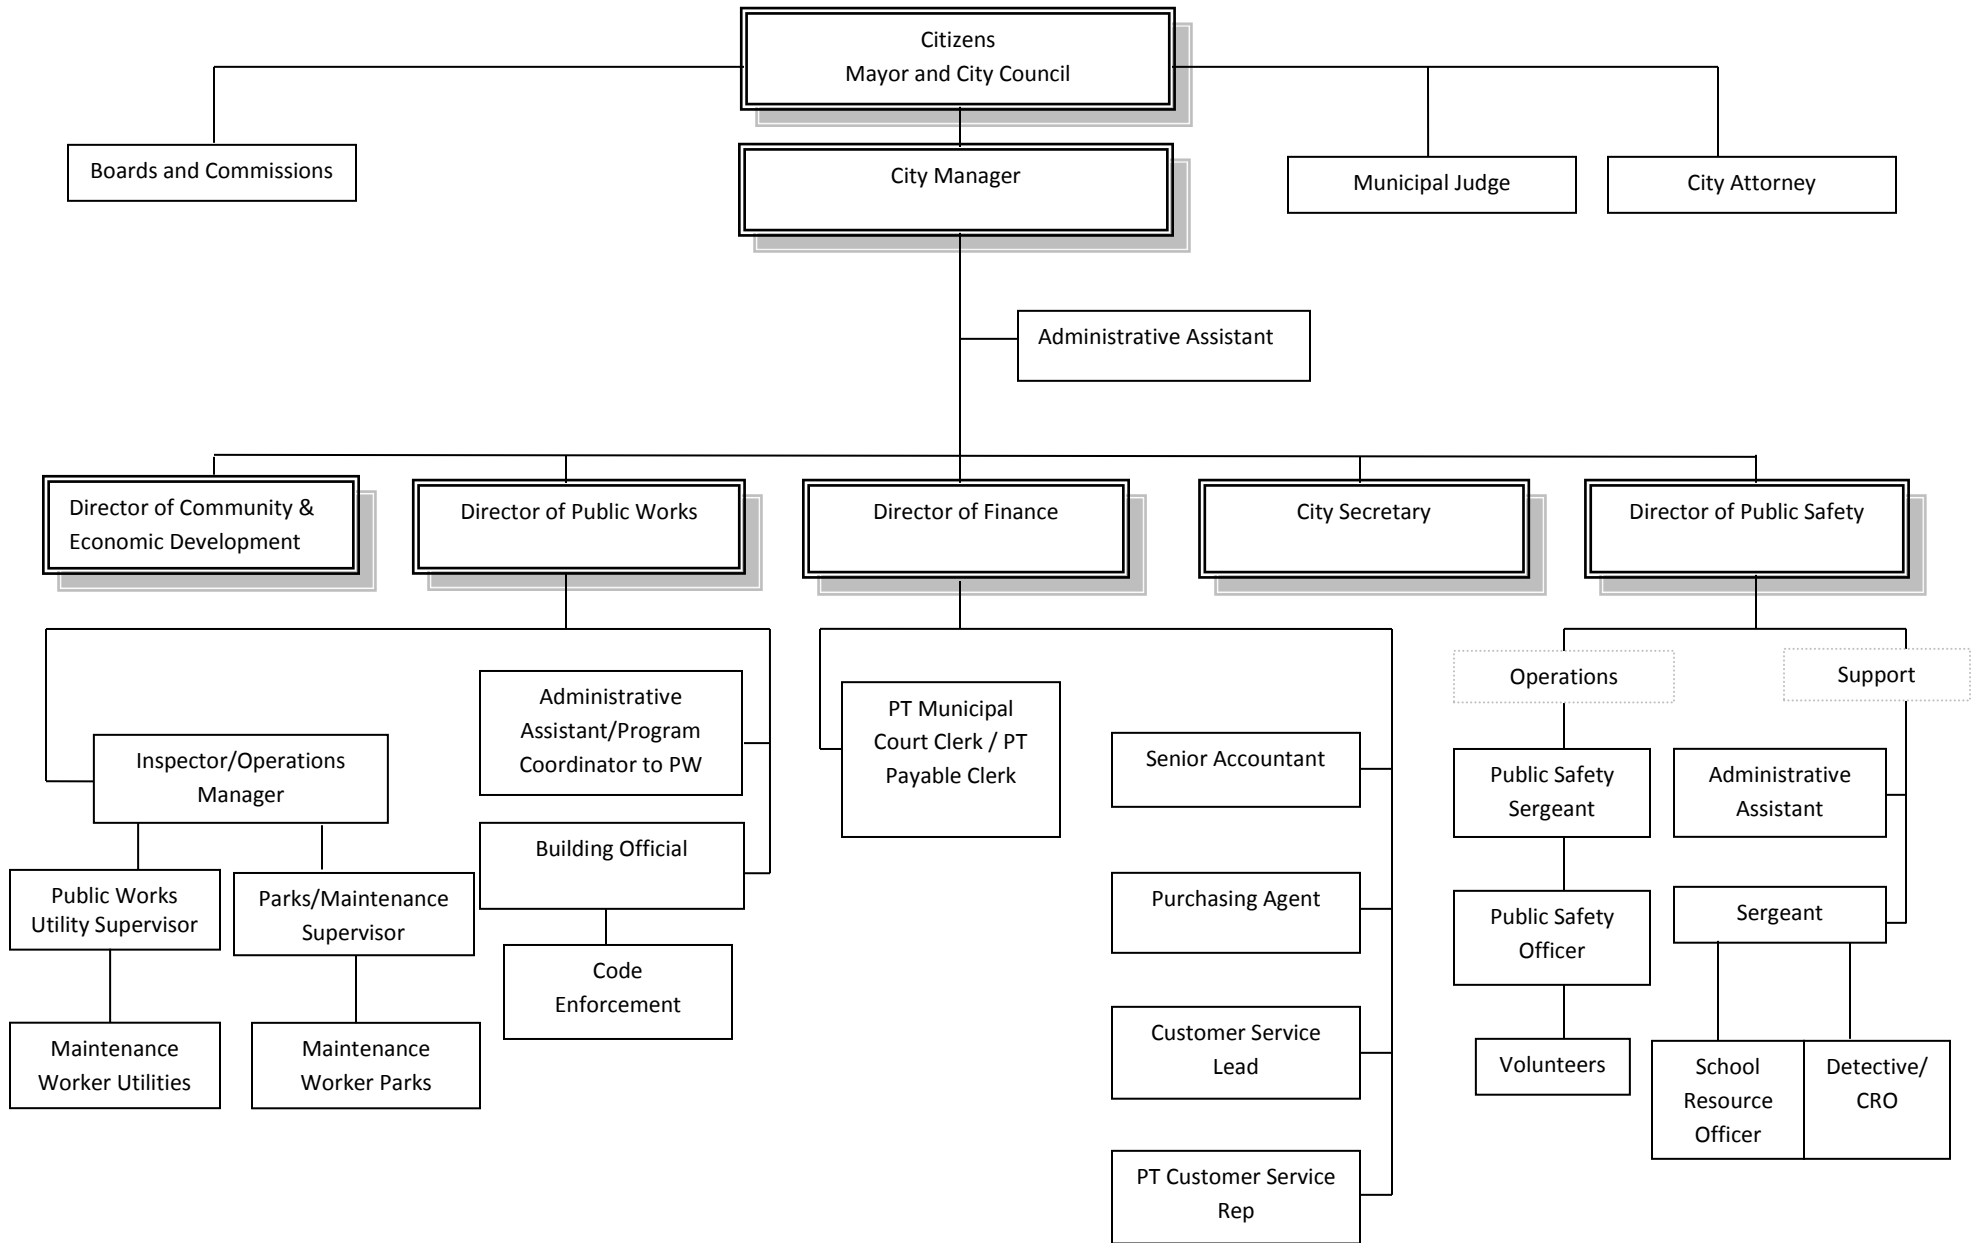 Citizens
Mayor and City Council
Boards and Commissions
City Manager
Municipal Judge
City Attorney
Administrative Assistant
Director of Community &
Economic Development
Director of Public Works
Director of Finance
City Secretary
Director of Public Safety
Inspector/Operations
Manager
Public Works
Utility Supervisor
Maintenance
Worker Utilities
Parks/Maintenance
Supervisor
Maintenance
Worker Parks
Administrative
Assistant/Program
Coordinator to PW
Building Official
Code
Enforcement
PT Municipal
Court Clerk / PT
Payable Clerk
Senior Accountant
Purchasing Agent
Customer Service
Lead
PT Customer Service
Rep
Operations
Public Safety
Sergeant
Public Safety
Officer
Volunteers
Support
Administrative
Assistant
Sergeant
School
Resource
Officer
Detective/
CRO